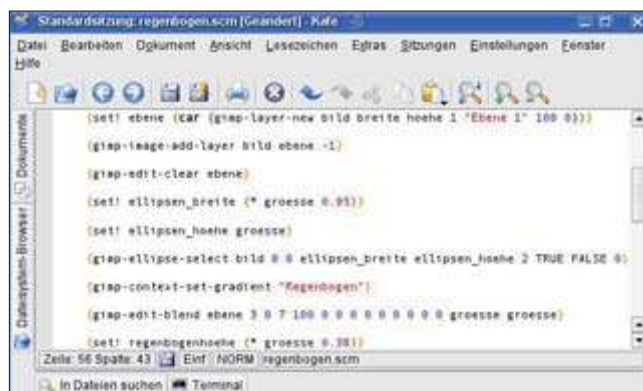 Standardsitzung: regenbogen.scm [Geändert] - Kate
Datei Bearbeiten Dokument Ansicht Lesezeichen Extras Sitzungen Einstellungen Fenster
Hilfe
Dokumente
Dateisystem-Browser
(set! ebene (car (gimp-layer-new bild breite hoehe 1 "Ebene 1" 100 0)))
(gimp-image-add-layer bild ebene -1)
(gimp-edit-clear ebene)
(set! ellipsen_breite (* groesse 0.95))
(set! ellipsen_hoehe groesse)
(gimp-ellipse-select bild 0 0 ellipsen_breite ellipsen_hoehe 2 TRUE FALSE 0)
(gimp-context-set-gradient "Regenbogen")
(gimp-edit-blend ebene 3 0 7 100 0 0 0 0 0 0 0 0 0 groesse groesse)
(set! regenbogenhoehe (* groesse 0.38))
Zeile: 56 Spalte: 43 Einf NORM regenbogen.scm
In Dateien suchen Terminal